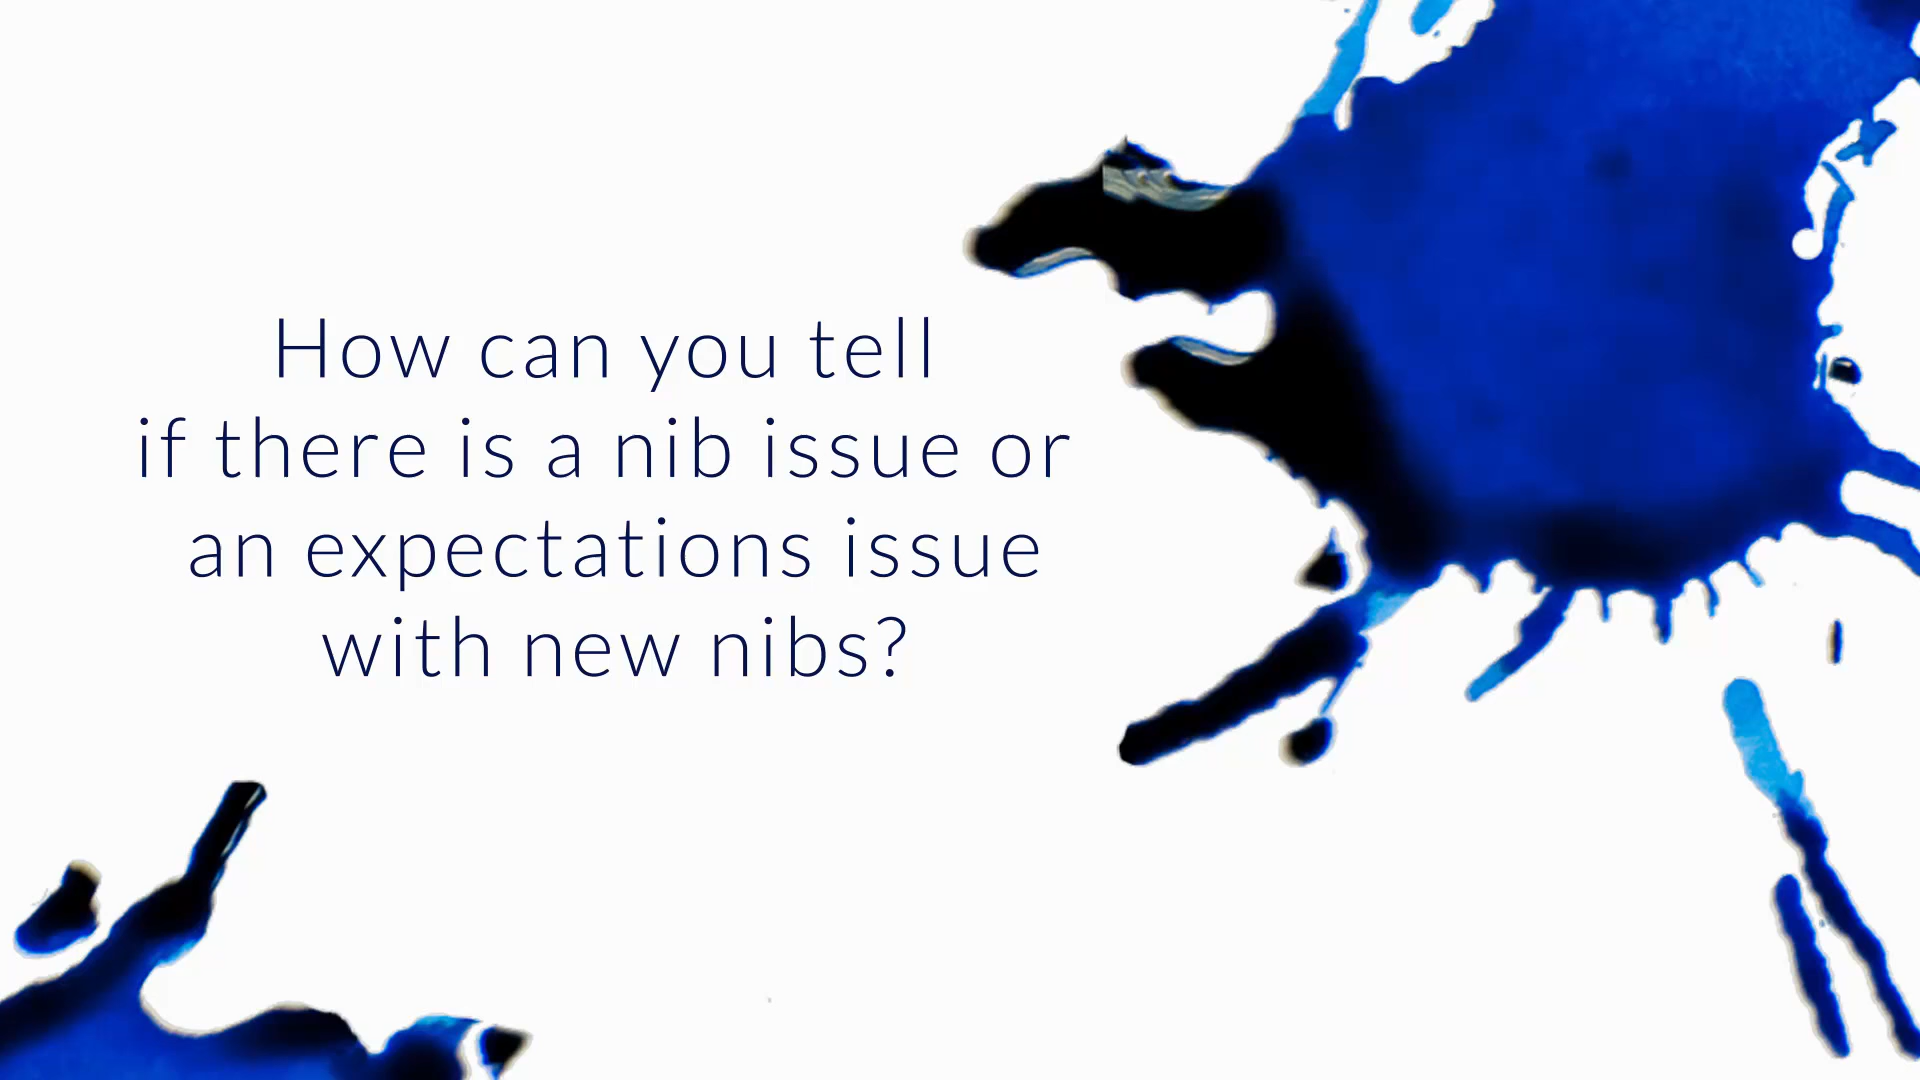 How can you tell
if there is a nib issue or
an expectations issue
with new nibs?